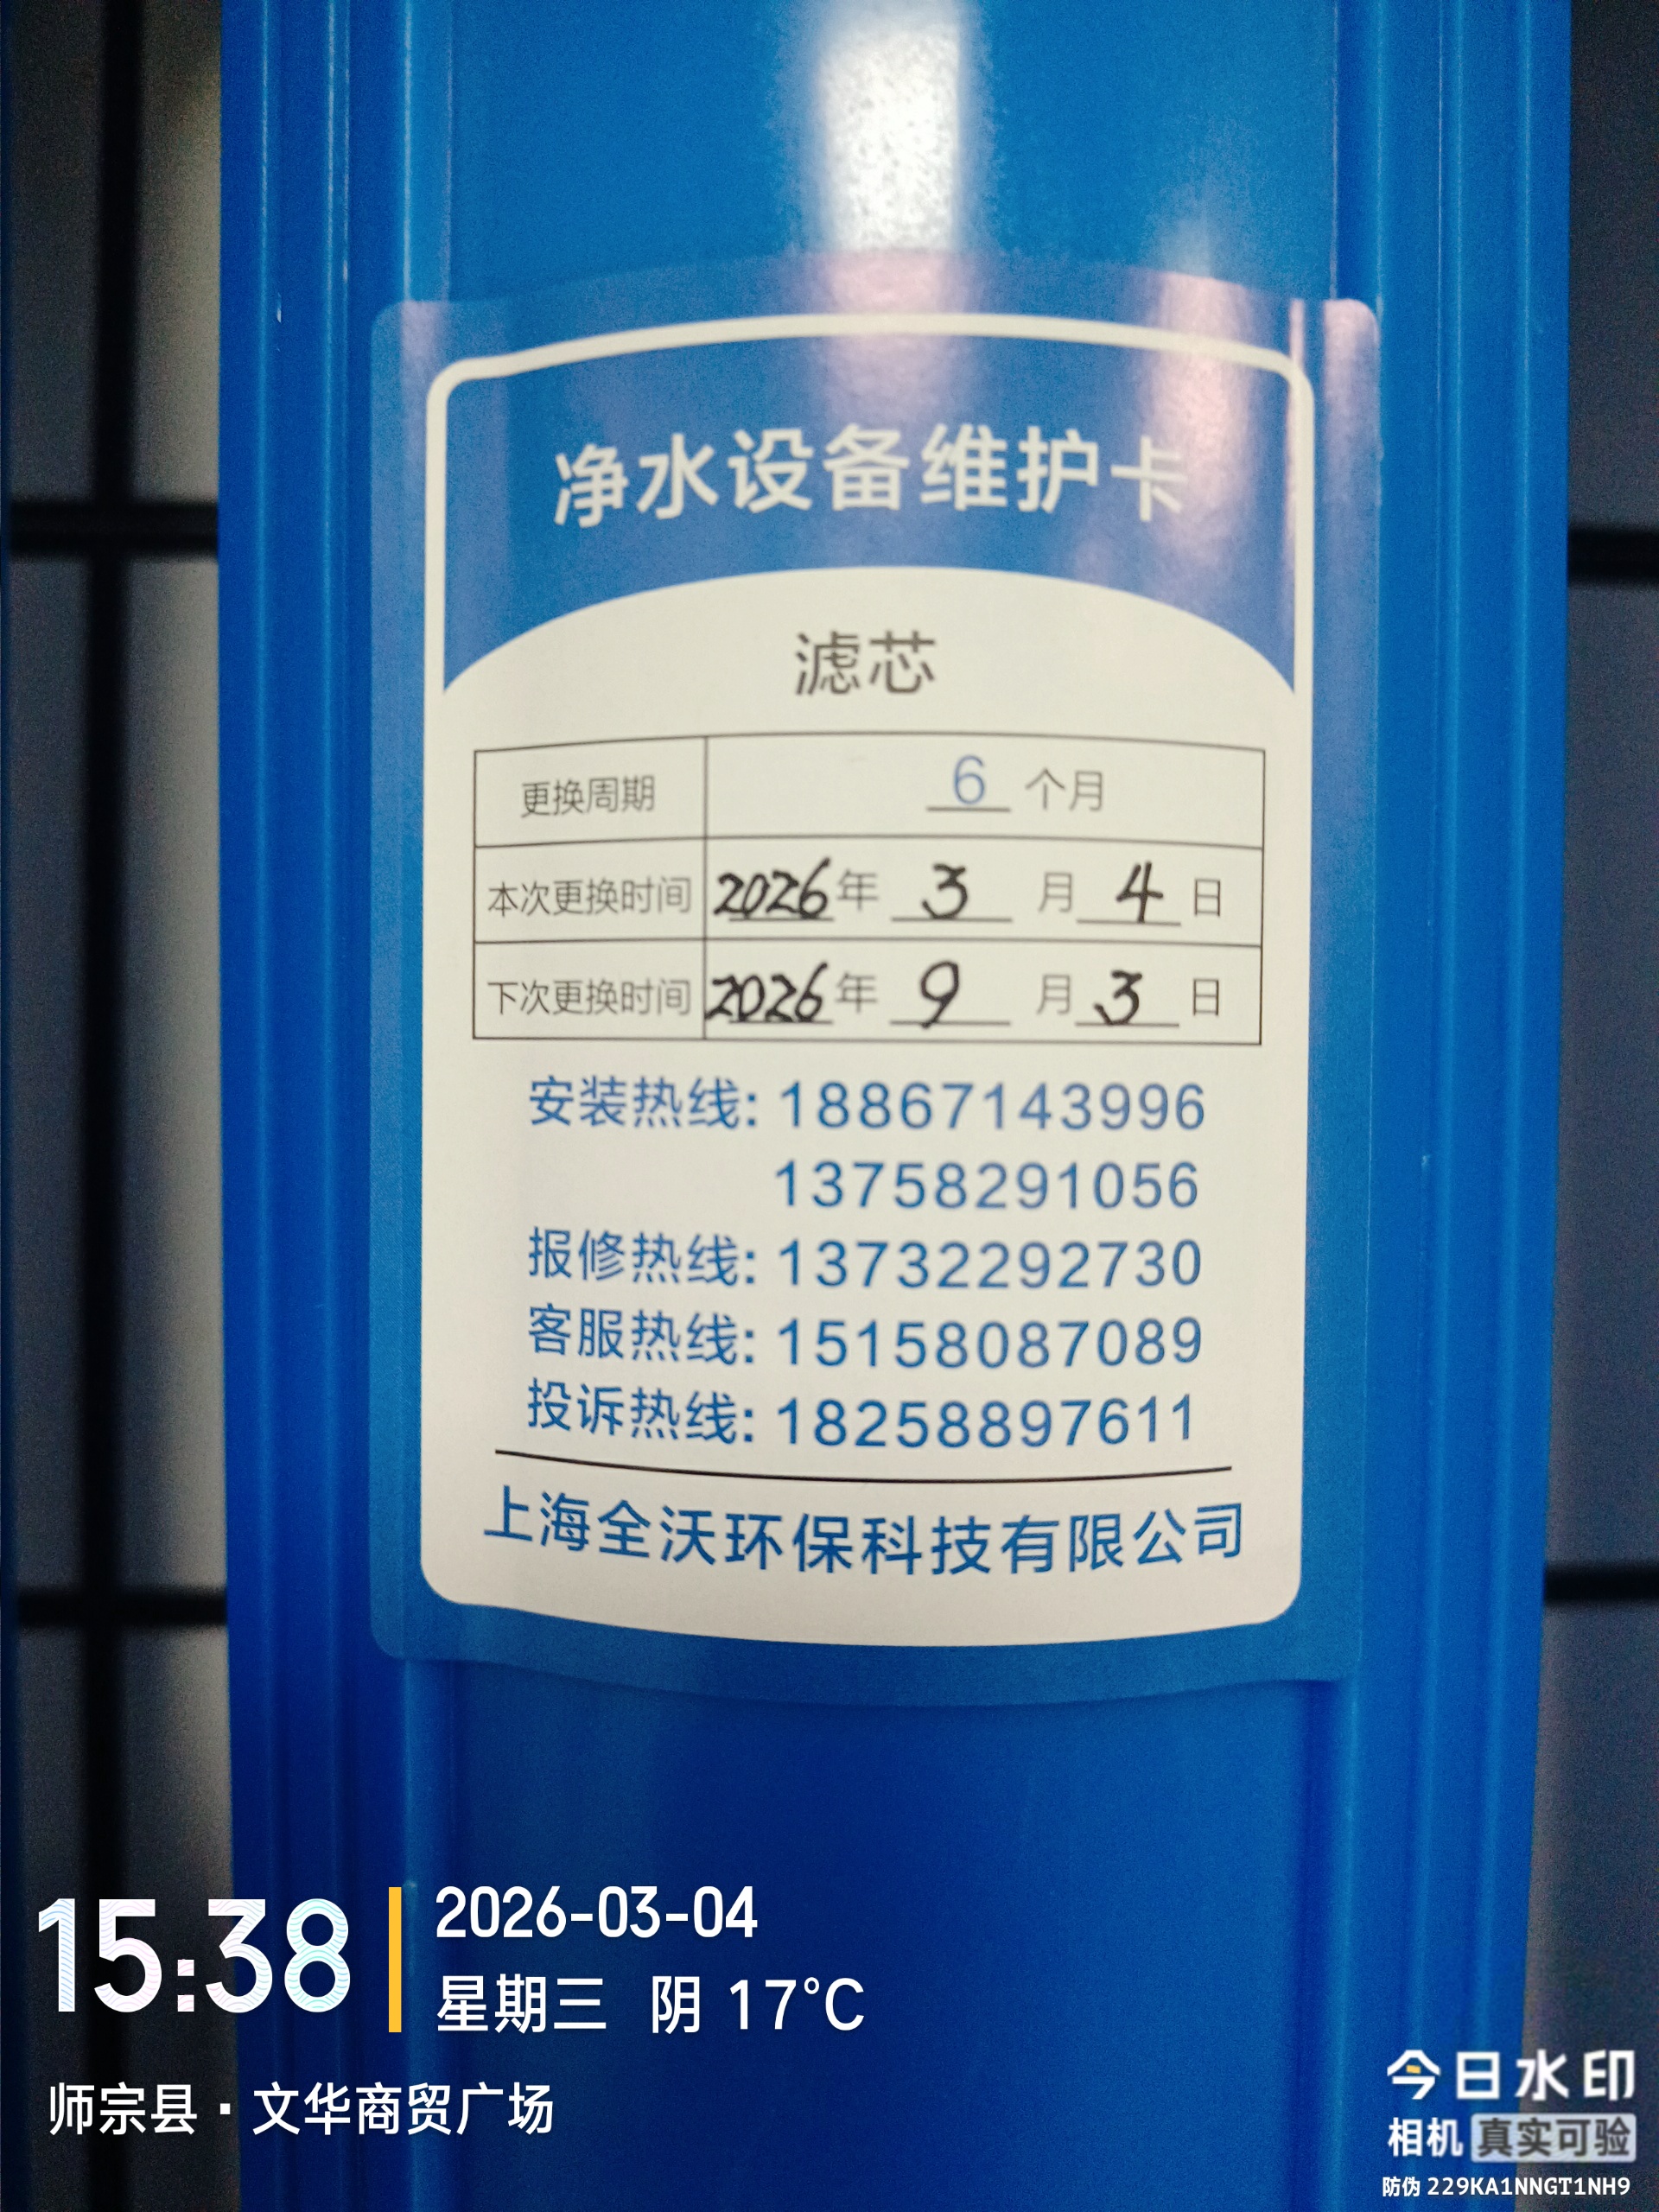 净水设备维护卡
滤芯
更换周期 6 个月
本次更换时间 2026年 3 月 4 日
下次更换时间 2026年 9 月 3 日
安装热线: 18867143996
13758291056
报修热线: 13732292730
客服热线: 15158087089
投诉热线: 18258897611
上海全沃环保科技有限公司
15:38
2026-03-04
星期三 阴 17°C
师宗县·文华商贸广场
今日水印
相机 真实可验
防伪 229KA1NNGT1NH9